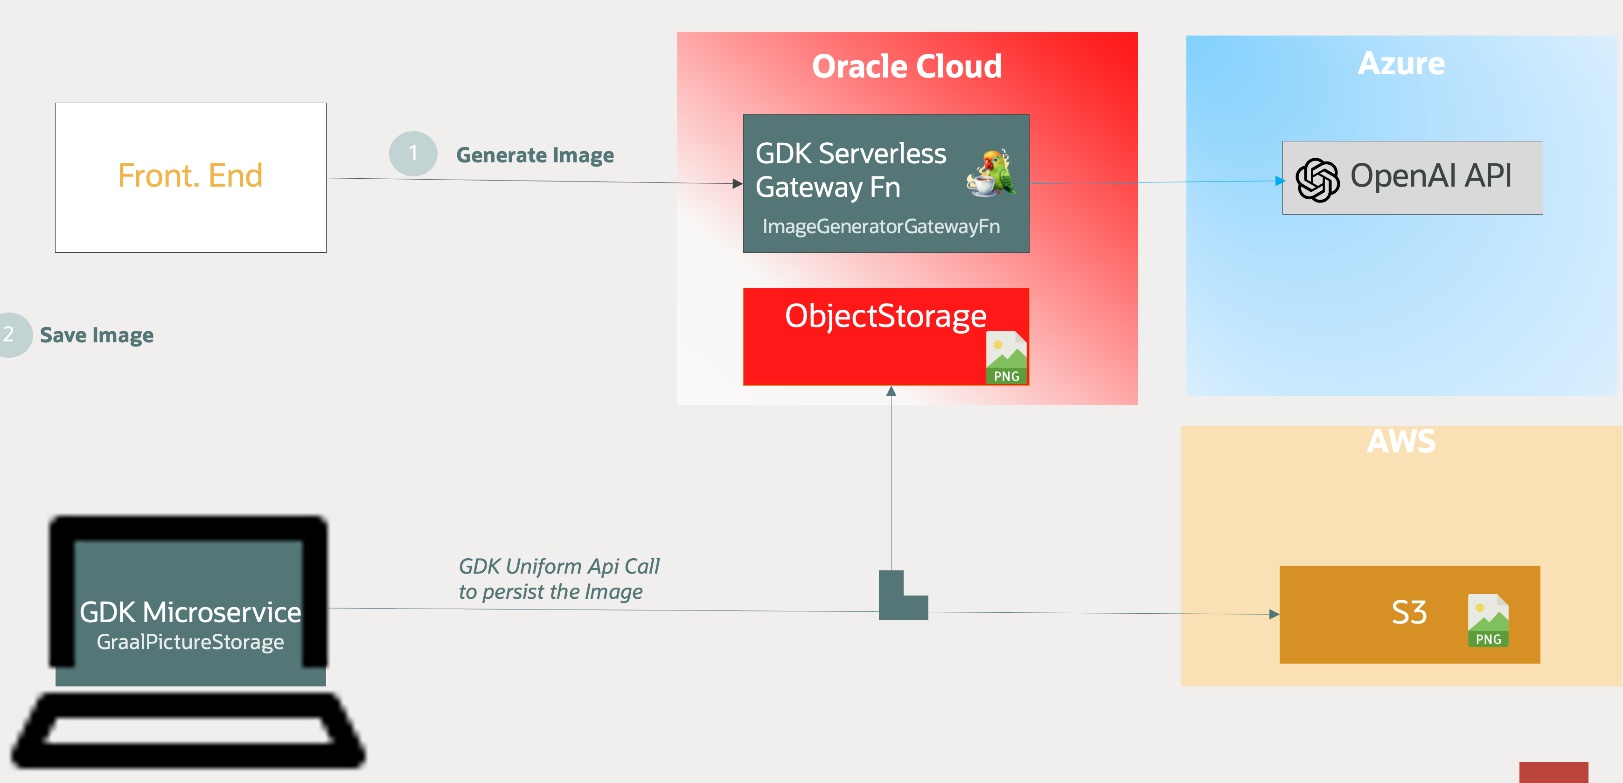 Oracle Cloud
Azure
Front. End
1
Generate Image
GDK Serverless
Gateway Fn
ImageGeneratorGatewayFn
OpenAI API
ObjectStorage
PNG
2
Save Image
AWS
GDK Uniform Api Call
to persist the Image
GDK Microservice
GraalPictureStorage
S3
PNG